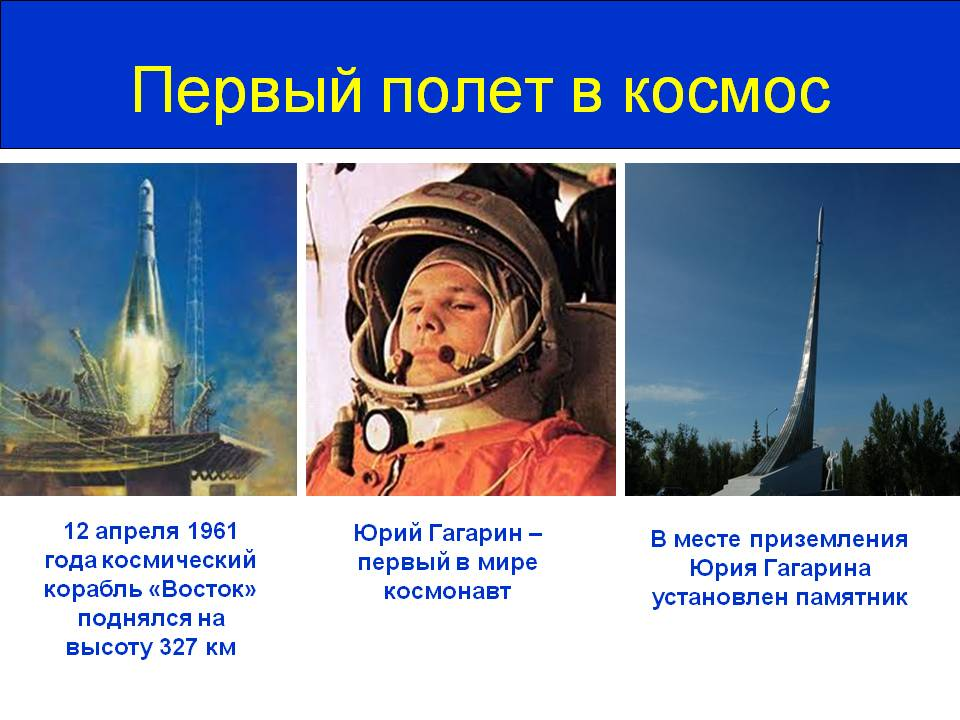 Первый полет в космос
12 апреля 1961
года космический
корабль «Восток»
поднялся на
высоту 327 км
Юрий Гагарин –
первый в мире
космонавт
В месте приземления
Юрия Гагарина
установлен памятник